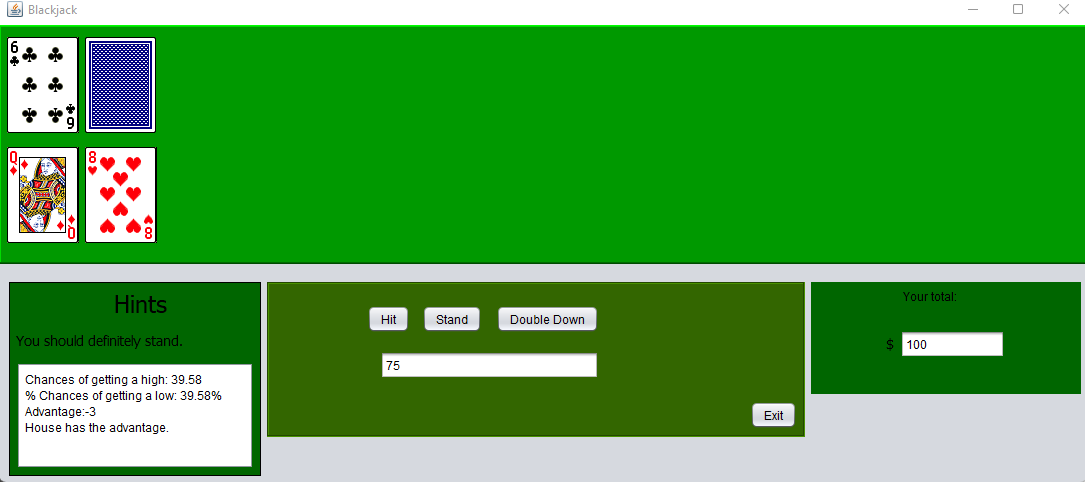 Blackjack
6
6
Q
8
Q
8
Hints
You should definitely stand.
Chances of getting a high: 39.58
% Chances of getting a low: 39.58%
Advantage:-3
House has the advantage.
Hit Stand Double Down
75
Exit
Your total:
$ 100